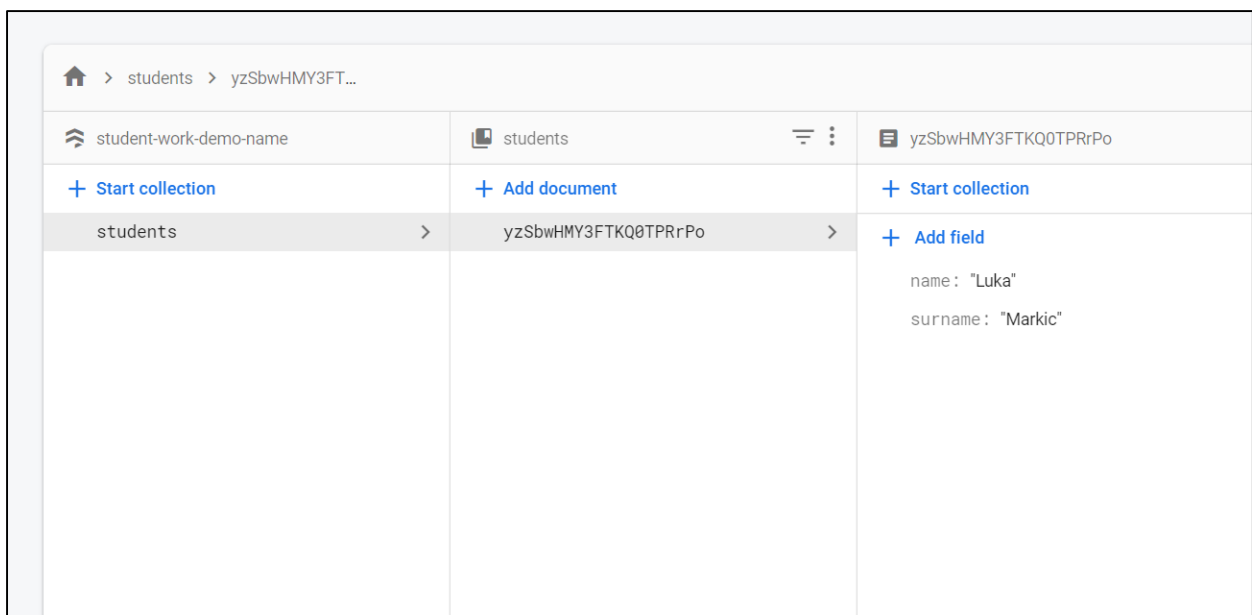 > students > yzSbwHMY3FT...
student-work-demo-name
students
yzSbwHMY3FTKQ0TPRrPo
+ Start collection
+ Add document
+ Start collection
students >
yzSbwHMY3FTKQ0TPRrPo >
+ Add field
name: "Luka"
surname: "Markic"